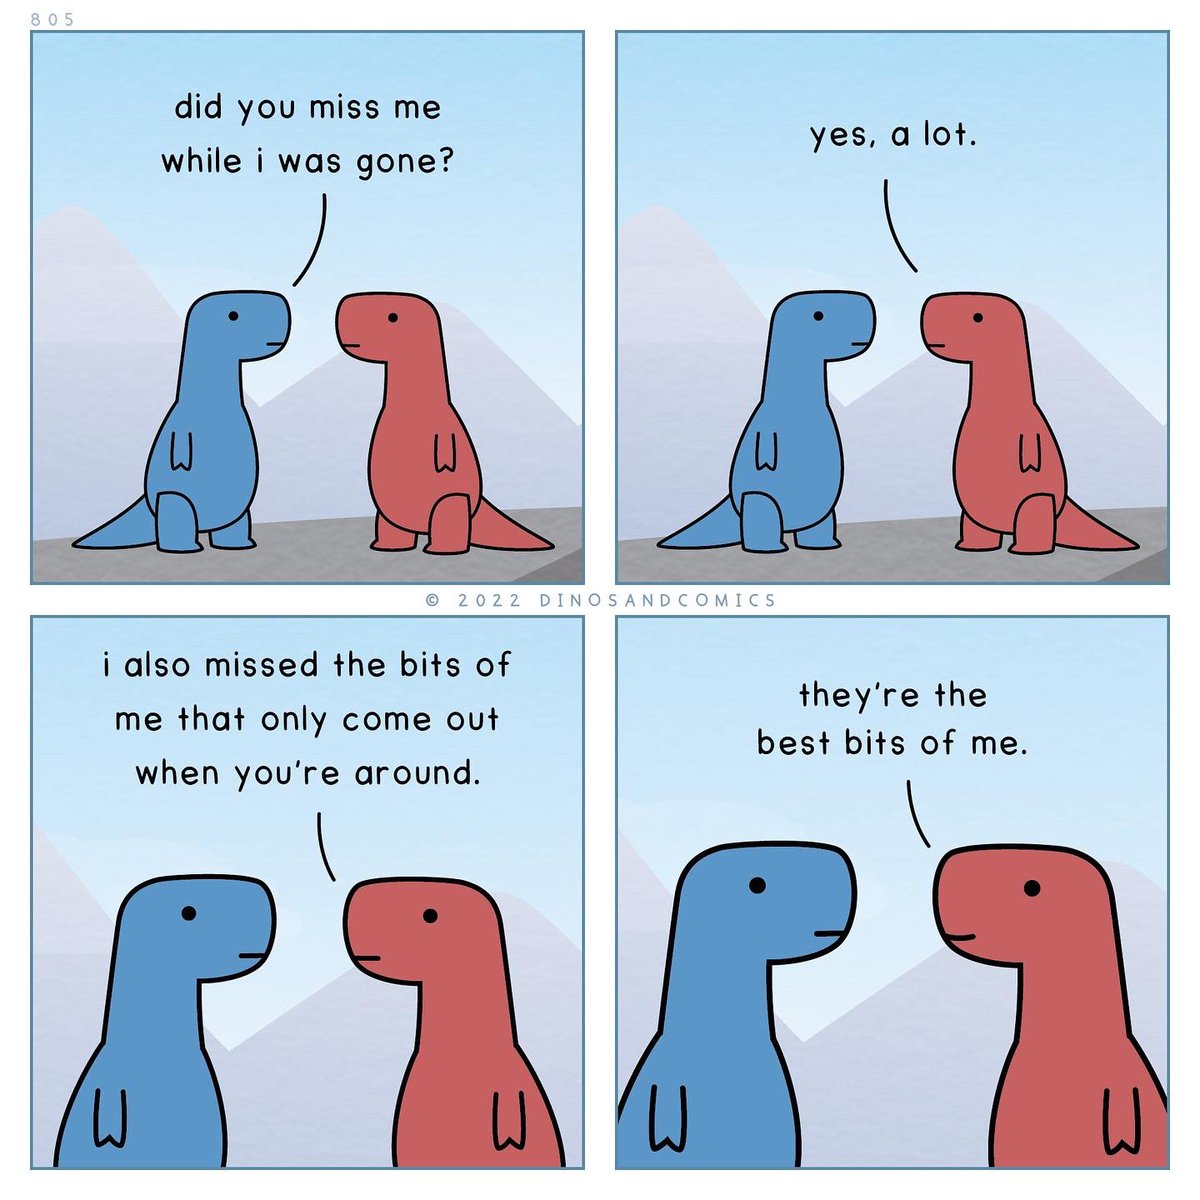 805
did you miss me
while i was gone?
yes, a lot.
© 2022 DINOSANDCOMICS
i also missed the bits of
me that only come out
when you're around.
they're the
best bits of me.